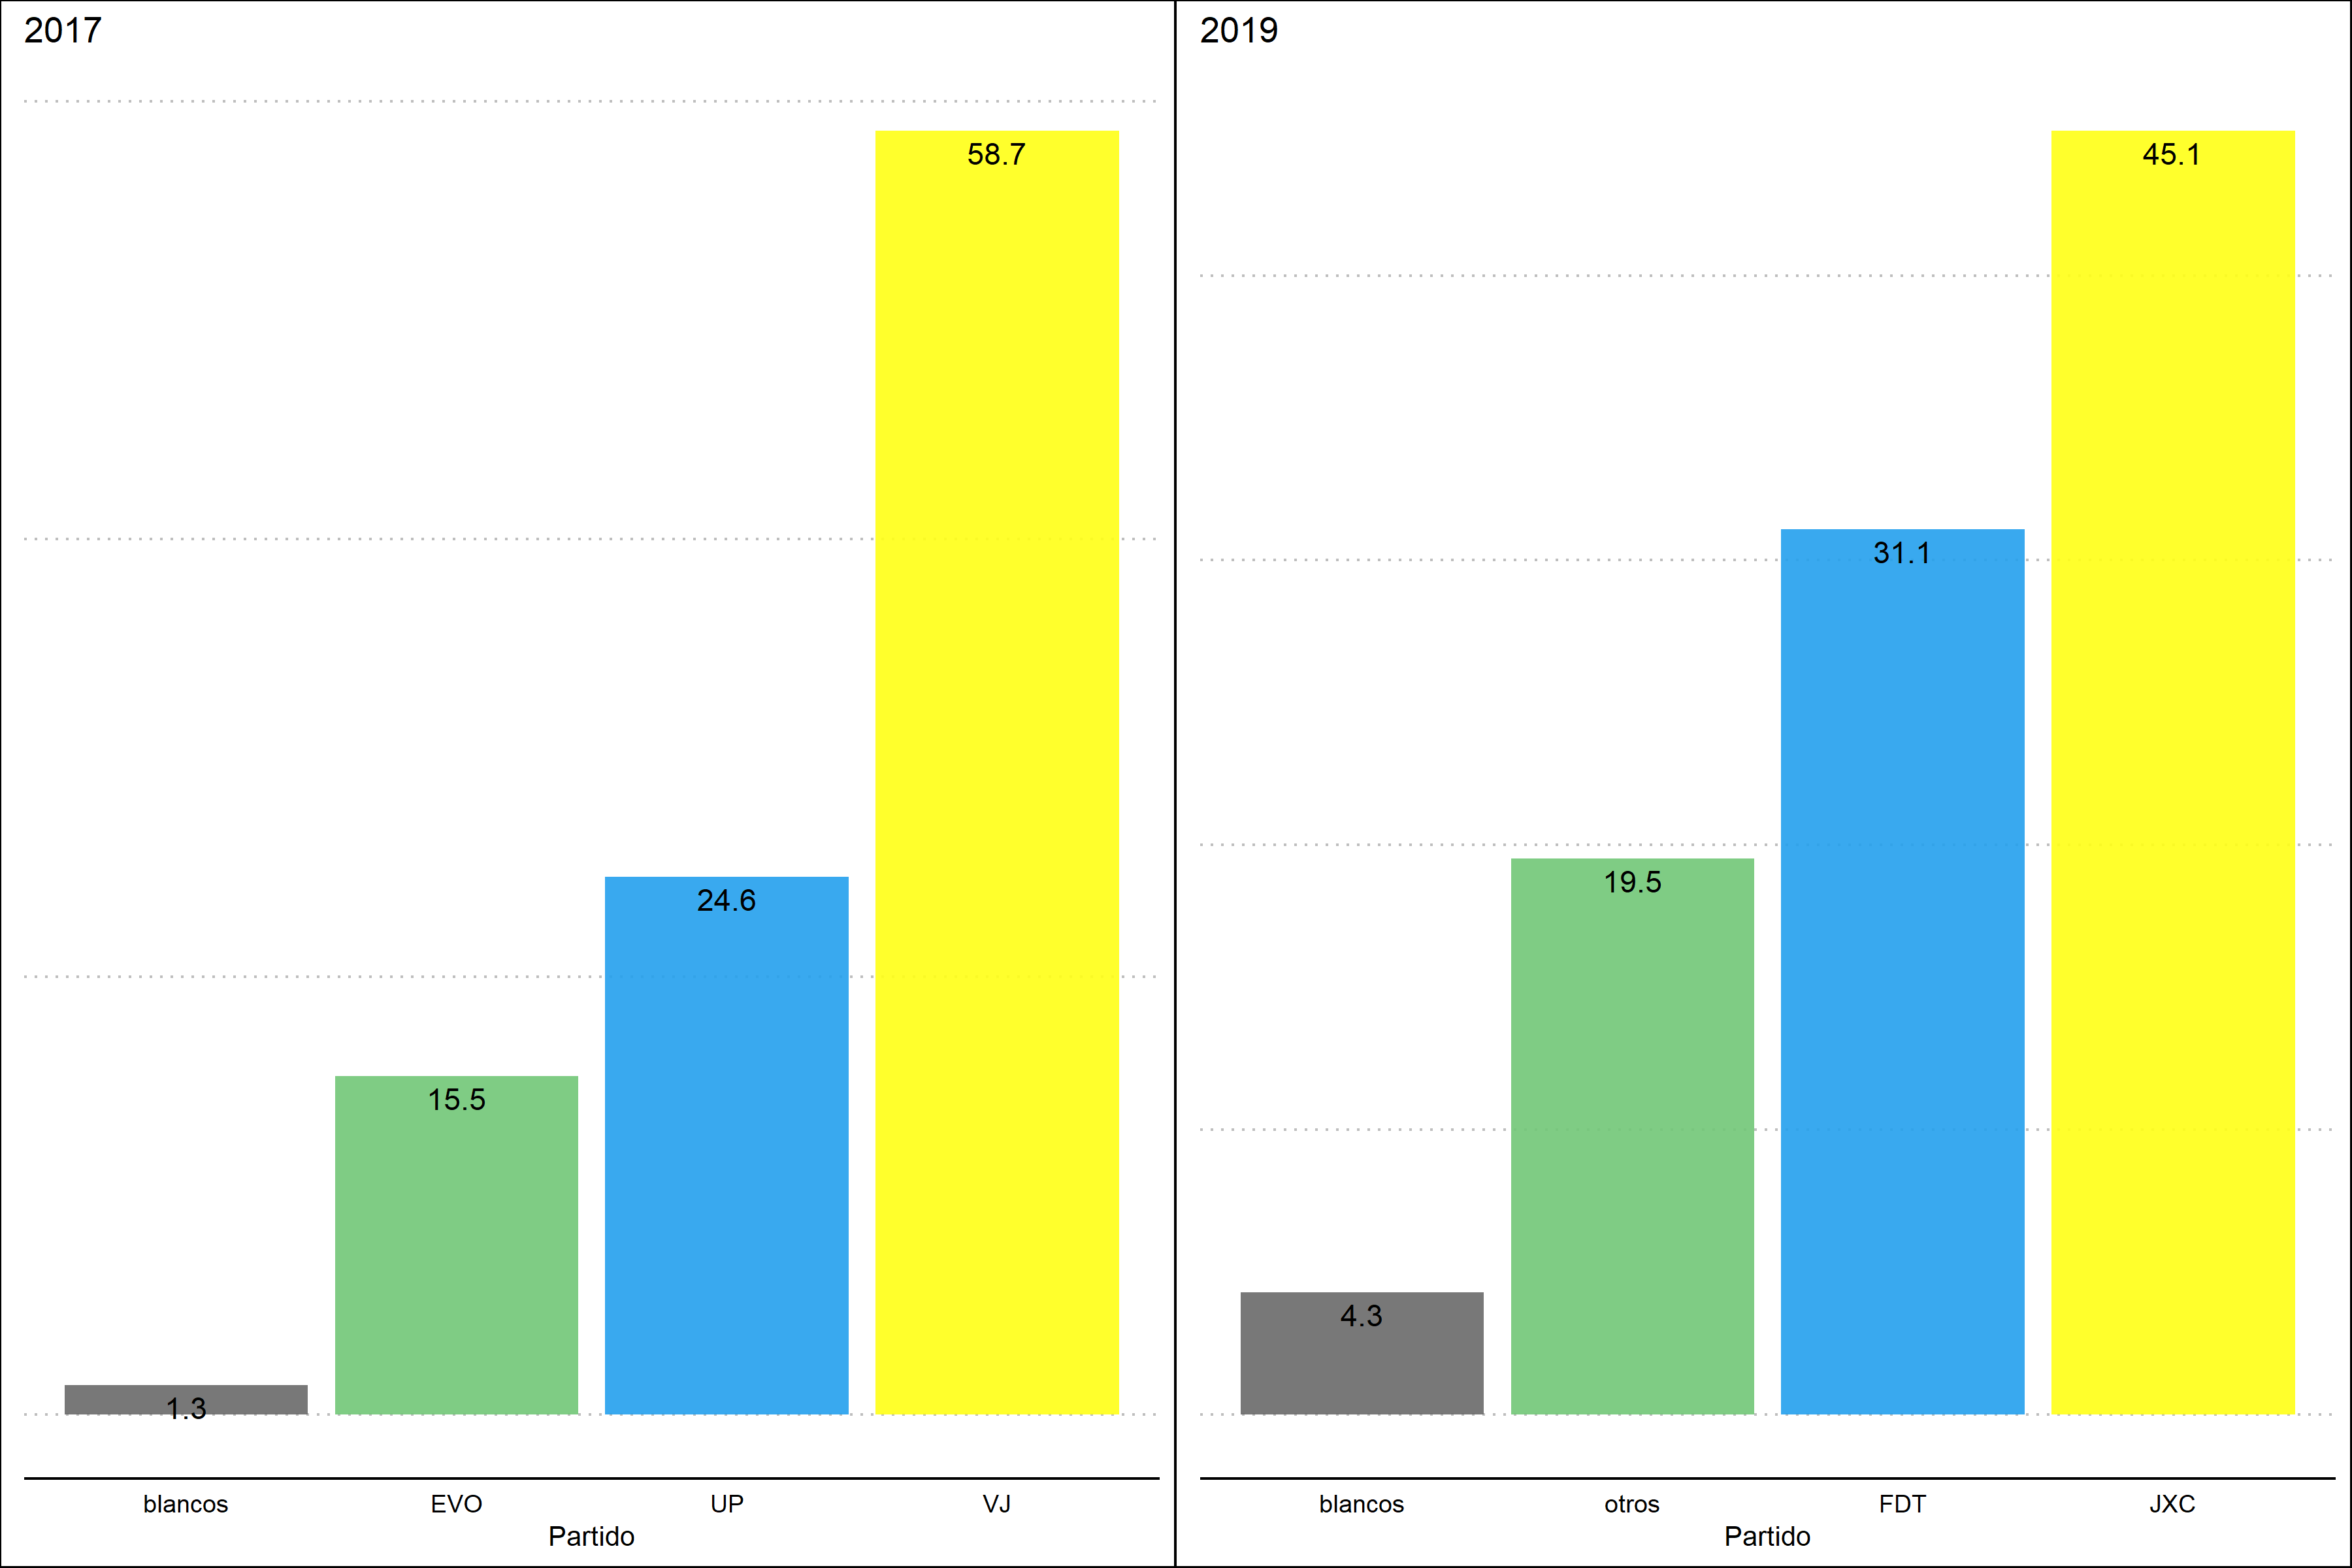 2017
58.7
24.6
15.5
1.3
blancos EVO UP VJ
Partido
2019
45.1
31.1
19.5
4.3
blancos otros FDT JXC
Partido